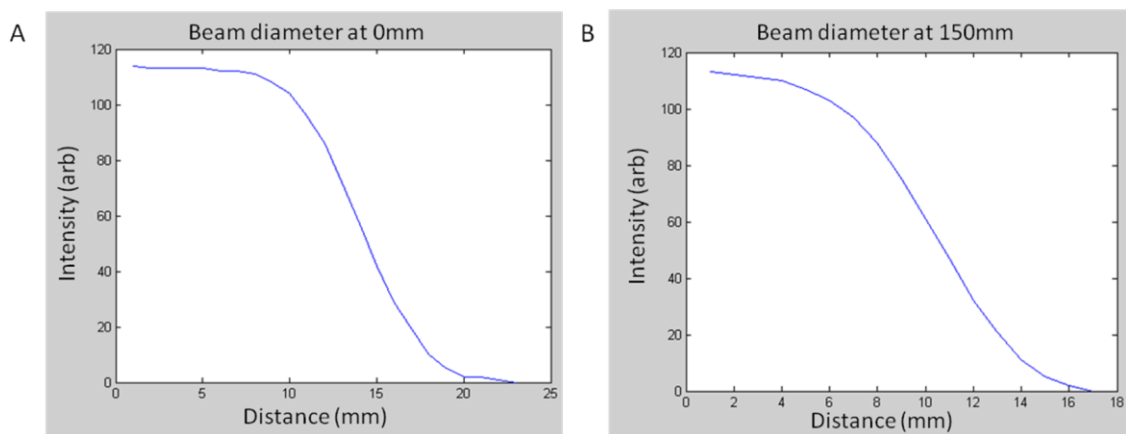 A
Beam diameter at 0mm
120
100
80
60
40
20
0
Intensity (arb)
0 5 10 15 20 25
Distance (mm)
B
Beam diameter at 150mm
120
100
80
60
40
20
0
Intensity (arb)
0 2 4 6 8 10 12 14 16 18
Distance (mm)